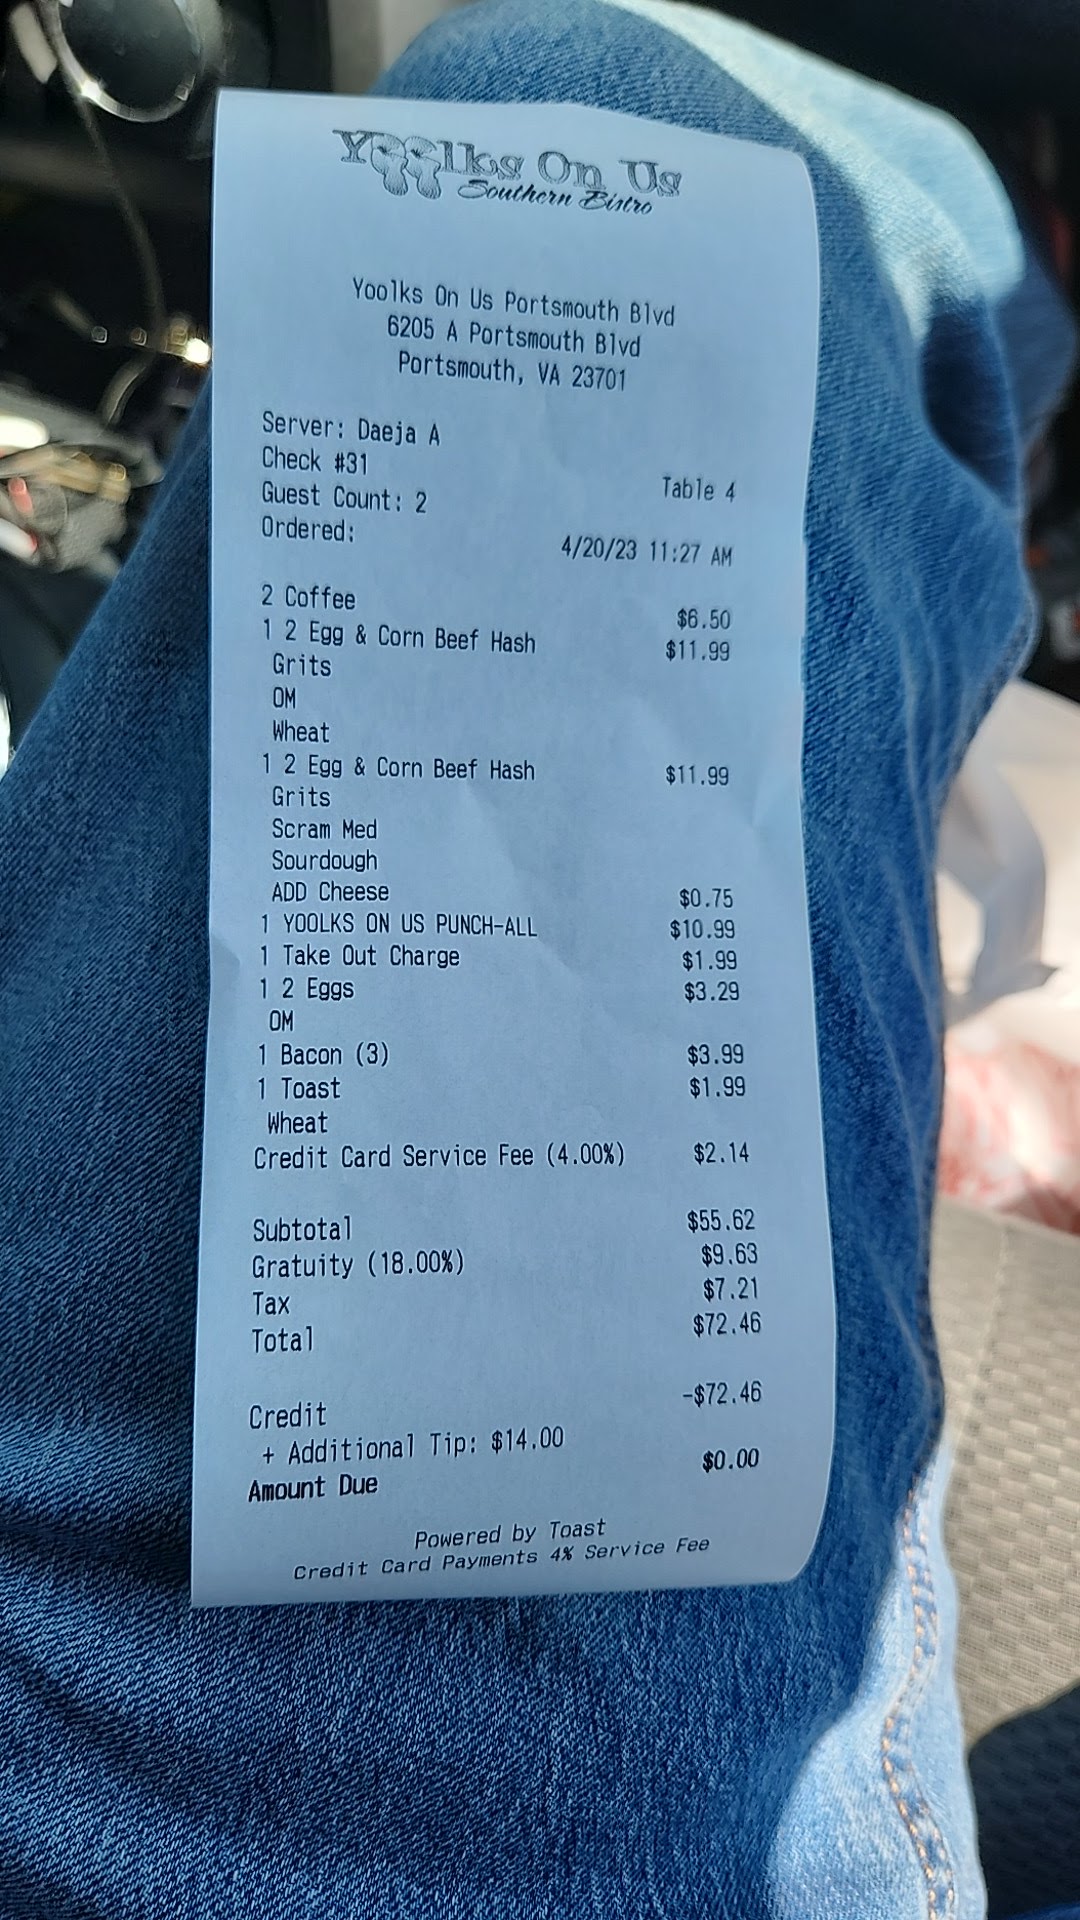 Yoolks On Us
Southern Bistro
Yoolks On Us Portsmouth Blvd
6205 A Portsmouth Blvd
Portsmouth, VA 23701
Server: Daeja A
Check #31 Table 4
Guest Count: 2
Ordered: 4/20/23 11:27 AM
2 Coffee $6.50
1 2 Egg & Corn Beef Hash $11.99
Grits
OM
Wheat
1 2 Egg & Corn Beef Hash $11.99
Grits
Scram Med
Sourdough
ADD Cheese $0.75
1 YOOLKS ON US PUNCH-ALL $10.99
1 Take Out Charge $1.99
1 2 Eggs $3.29
OM
1 Bacon (3) $3.99
1 Toast $1.99
Wheat
Credit Card Service Fee (4.00%) $2.14
Subtotal $55.62
Gratuity (18.00%) $9.63
Tax $7.21
Total $72.46
Credit -$72.46
+ Additional Tip: $14.00
Amount Due $0.00
Powered by Toast
Credit Card Payments 4% Service Fee